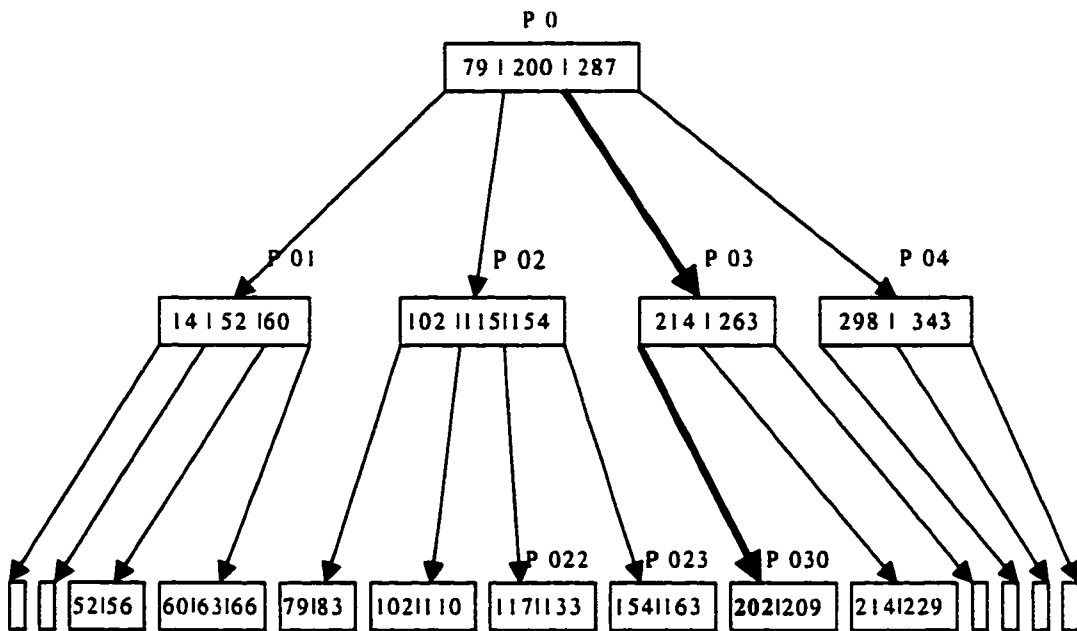 P 0
79 | 200 | 287
P 01
P 02
P 03
P 04
14 | 52 | 60
102 | 115 | 154
214 | 263
298 | 343
P 022
P 023
P 030
52 | 56
60 | 63 | 66
79 | 83
102 | 110
117 | 133
154 | 163
202 | 209
214 | 229